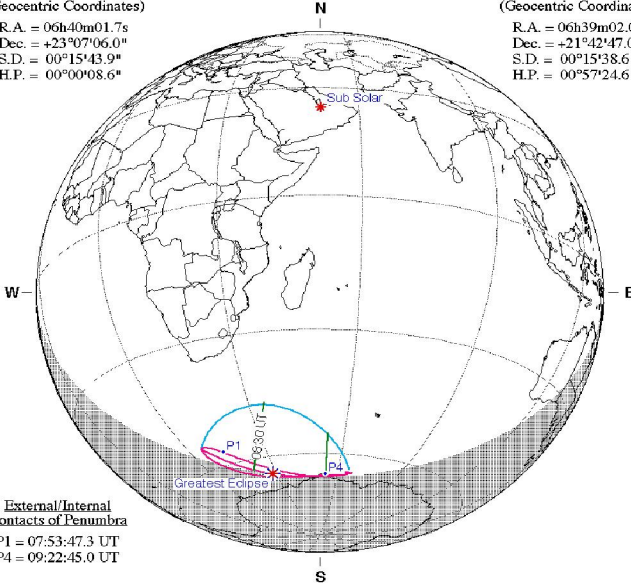 Geocentric Coordinates)
R.A. = 06h40m01.7s
Dec. = +23°07'06.0"
S.D. = 00°15'43.9"
H.P. = 00°00'08.6"
(Geocentric Coordina
R.A. = 06h39m02.0
Dec. = +21°42'47.0
S.D. = 00°15'38.6
H.P. = 00°57'24.6
N
Sub Solar
W
E
08:30 UT
P1
P4
Greatest Eclipse
External/Internal
ontacts of Penumbra
P1 = 07:53:47.3 UT
P4 = 09:22:45.0 UT
S